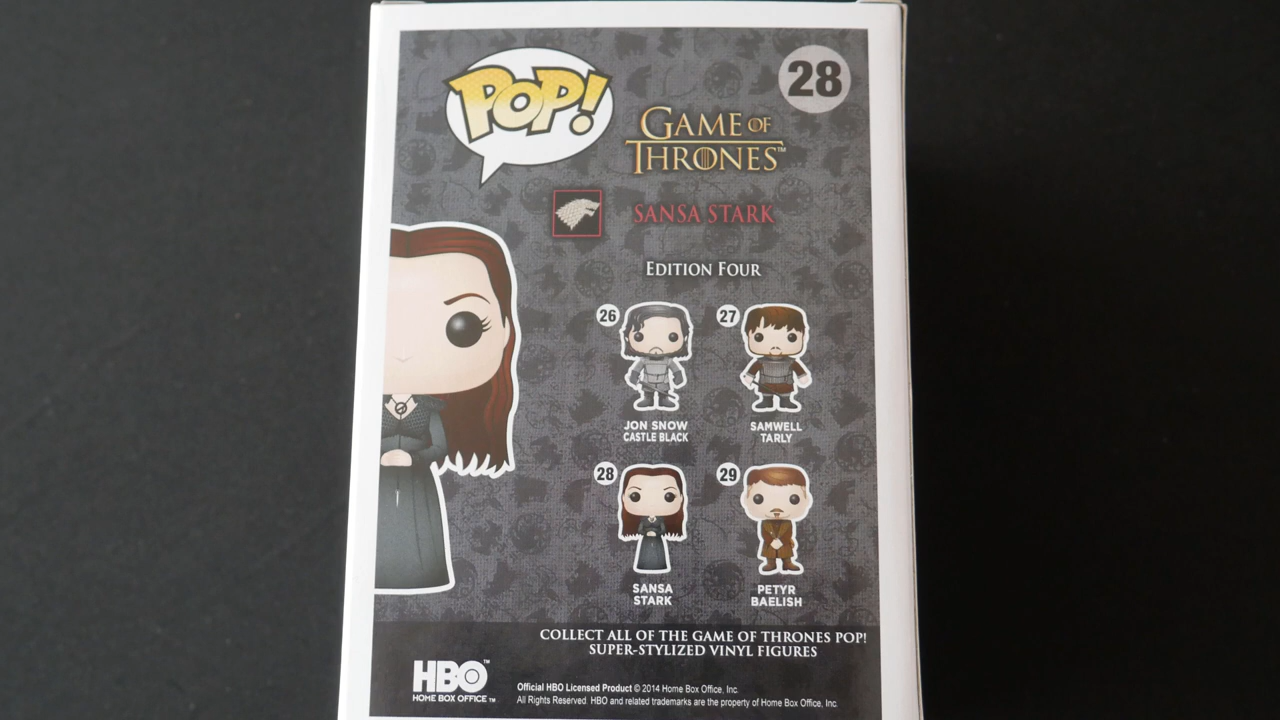 POP!
28
GAME OF
THRONES™
SANSA STARK
EDITION FOUR
26
27
JON SNOW
CASTLE BLACK
SAMWELL
TARLY
28
29
SANSA
STARK
PETYR
BAELISH
COLLECT ALL OF THE GAME OF THRONES POP!
SUPER-STYLIZED VINYL FIGURES
HBO™
HOME BOX OFFICE™
Official HBO Licensed Product © 2014 Home Box Office, Inc.
All Rights Reserved. HBO and related trademarks are the property of Home Box Office, Inc.